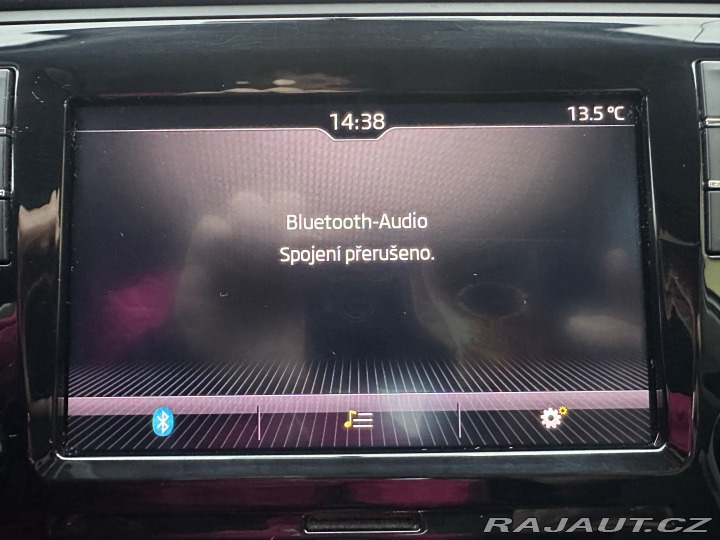 14:38
13.5 °C
Bluetooth-Audio
Spojení přerušeno.
RAJAUT.CZ